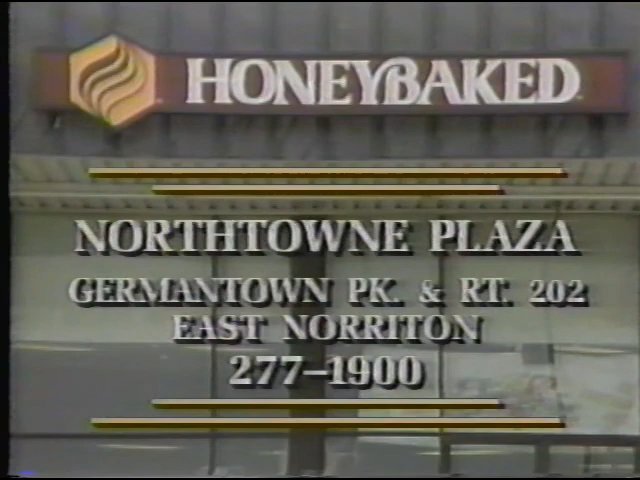 HONEYBAKED
NORTHTOWNE PLAZA
GERMANTOWN PK. & RT. 202
EAST NORRITON
277-1900